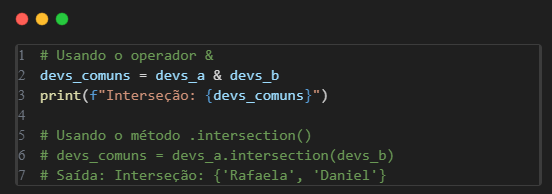 1 # Usando o operador &
2 devs_comuns = devs_a & devs_b
3 print(f"Interseção: {devs_comuns}")
4
5 # Usando o método .intersection()
6 # devs_comuns = devs_a.intersection(devs_b)
7 # Saída: Interseção: {'Rafaela', 'Daniel'}